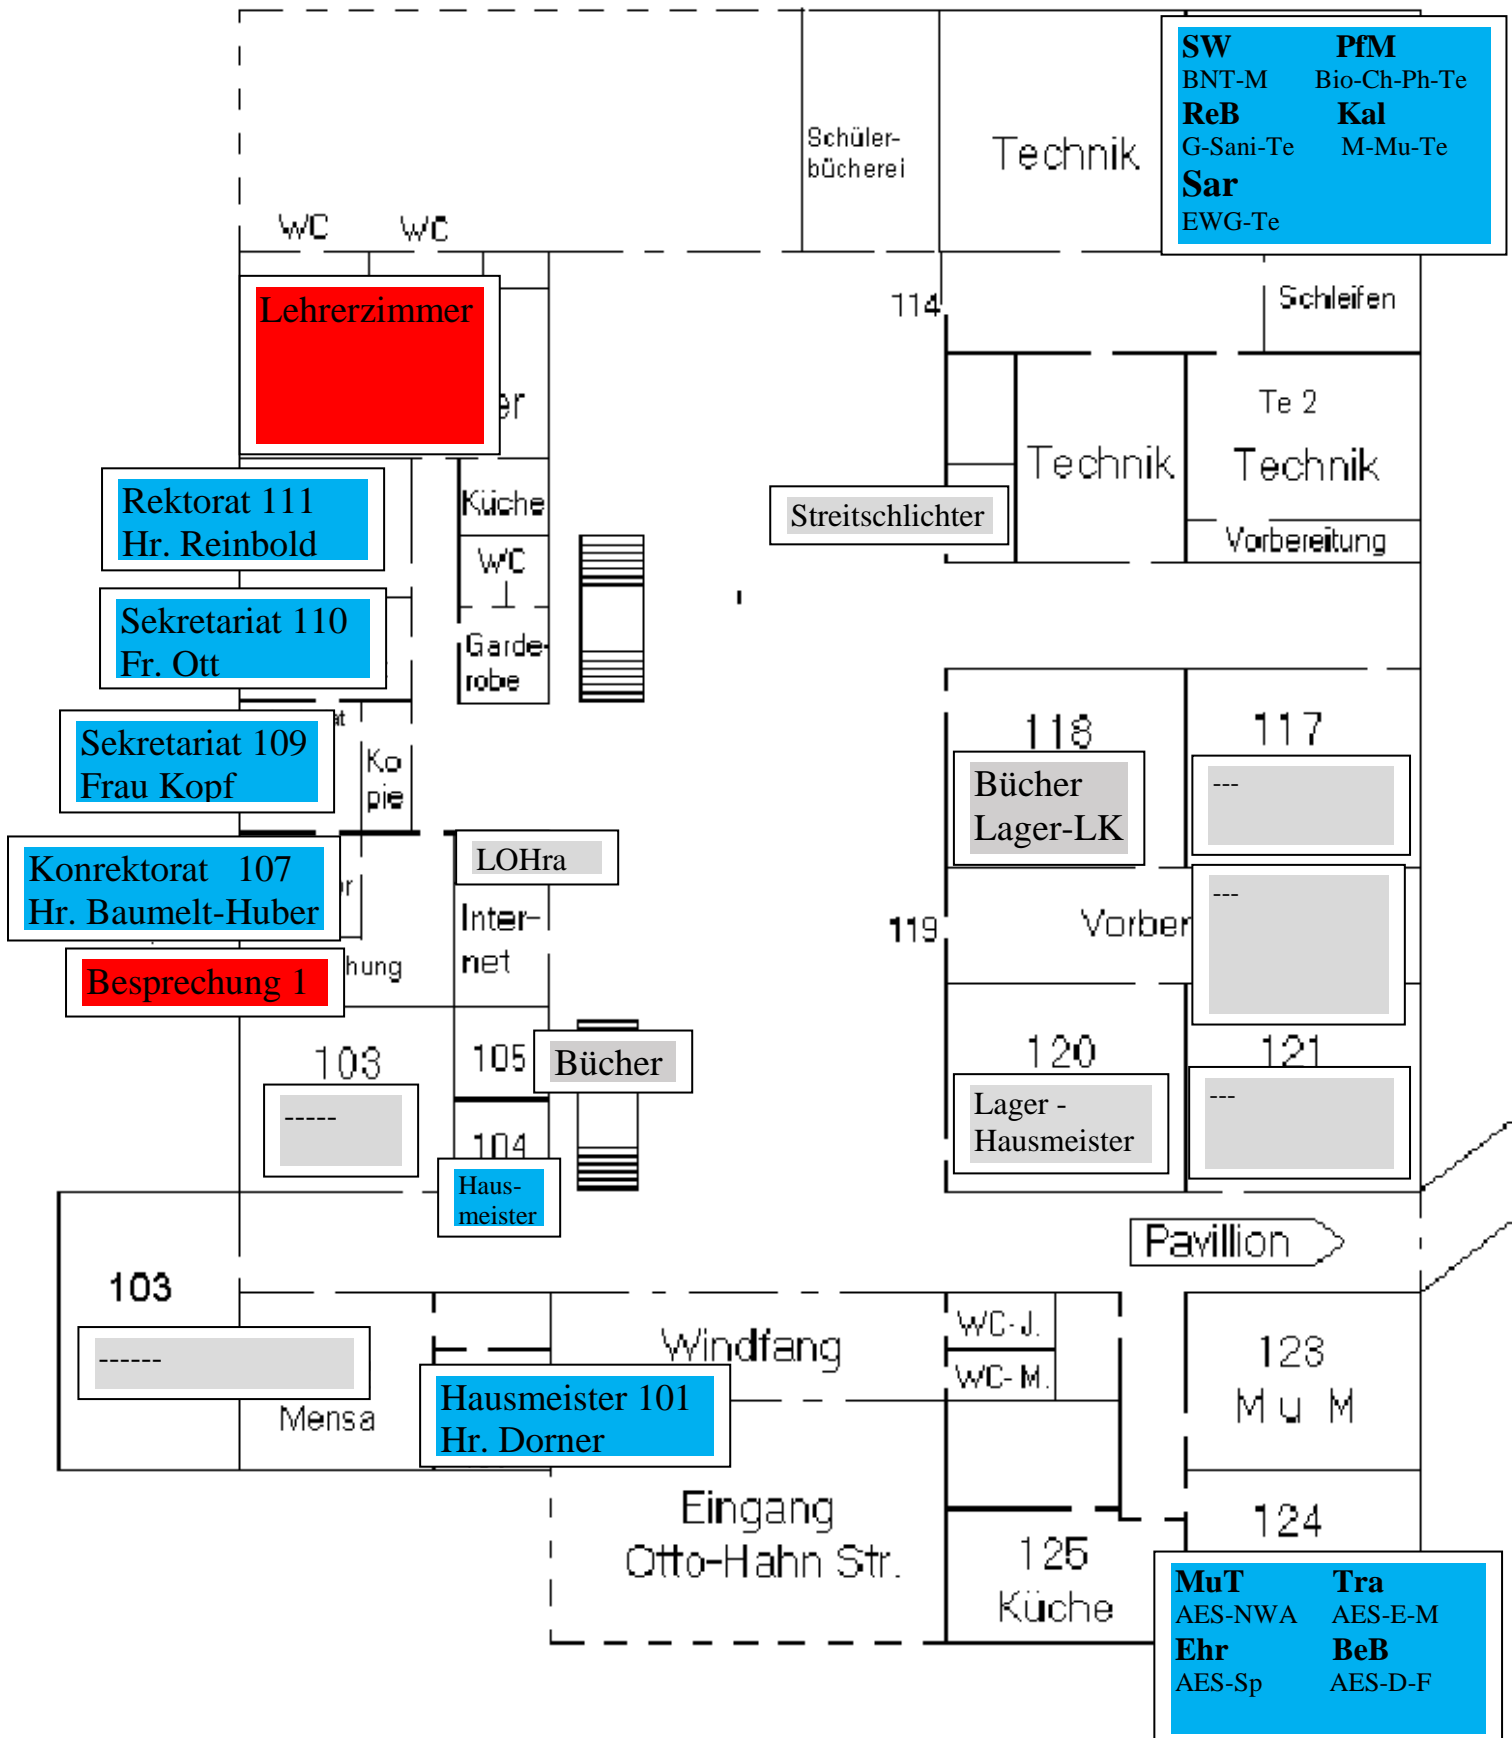 SW PfM
BNT-M Bio-Ch-Ph-Te
ReB Kal
G-Sani-Te M-Mu-Te
Sar
EWG-Te
Schüler-
bücherei
Technik
WC WC
Lehrerzimmer
er
114
Schleifen
Te 2
Technik
Technik
Vorbereitung
Streitschlichter
Rektorat 111
Hr. Reinbold
Küche
WC
Garde-
robe
Sekretariat 110
Fr. Ott
at
Sekretariat 109
Frau Kopf
Ko
pie
118
Bücher
Lager-LK
117
---
Konrektorat 107
Hr. Baumelt-Huber
or
LOHra
Inter-
net
119
Vorber
---
Besprechung 1
hung
103
-----
105
Bücher
104
Haus-
meister
120
Lager -
Hausmeister
121
---
Pavillion
103
------
Mensa
Hausmeister 101
Hr. Dorner
Windfang
WC-J.
WC-M.
123
M u M
Eingang
Otto-Hahn Str.
125
Küche
124
MuT Tra
AES-NWA AES-E-M
Ehr BeB
AES-Sp AES-D-F